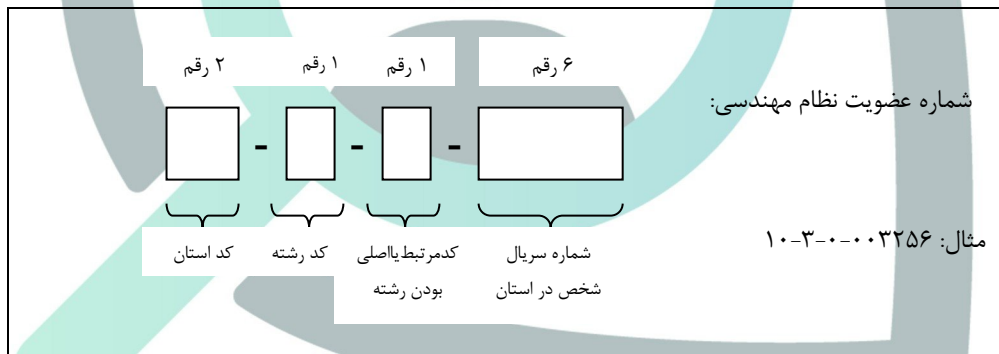 ۲ رقم
۱ رقم
۱ رقم
۶ رقم
شماره عضویت نظام مهندسی:
- - -
کد استان
کد رشته
کدمرتبط‌یااصلی
بودن رشته
شماره سریال
شخص در استان
مثال: ۱۰-۳-۰-۰۰۳۲۵۶